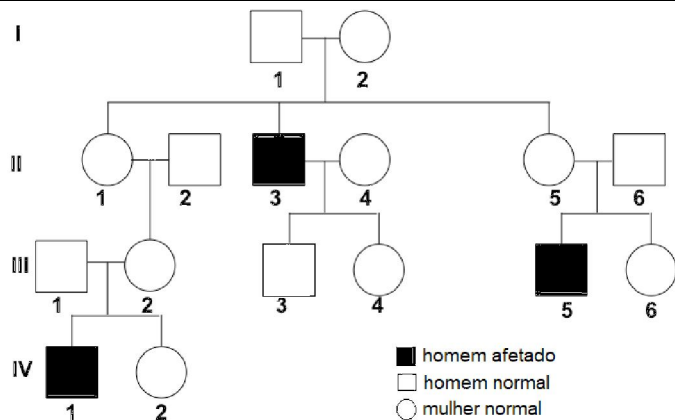 I
1 2
II
1 2 3 4 5 6
III
1 2 3 4 5 6
IV
1 2
homem afetado
homem normal
mulher normal